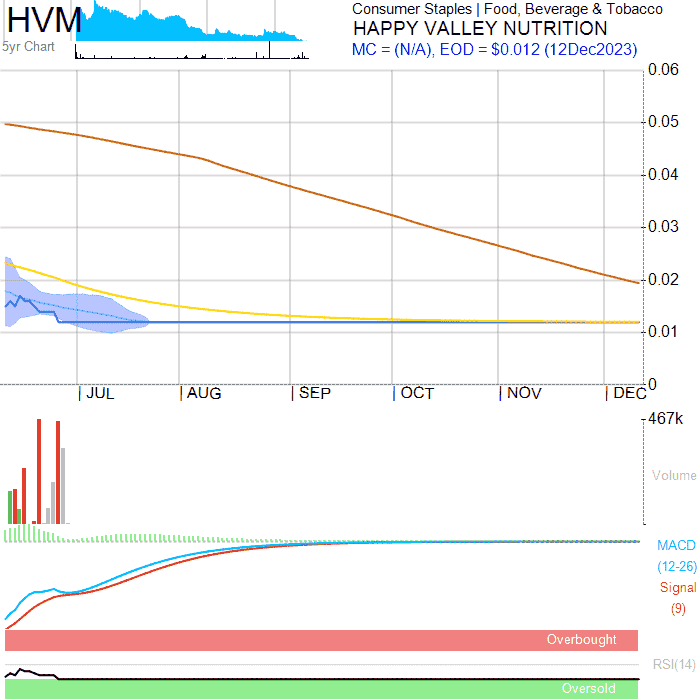 HVM
5yr Chart
Consumer Staples | Food, Beverage & Tobacco
HAPPY VALLEY NUTRITION
MC = (N/A), EOD = $0.012 (12Dec2023)
0.06
0.05
0.04
0.03
0.02
0.01
0
|JUL |AUG |SEP |OCT |NOV |DEC
467k
Volume
MACD
(12-26)
Signal
(9)
Overbought
RSI(14)
Oversold